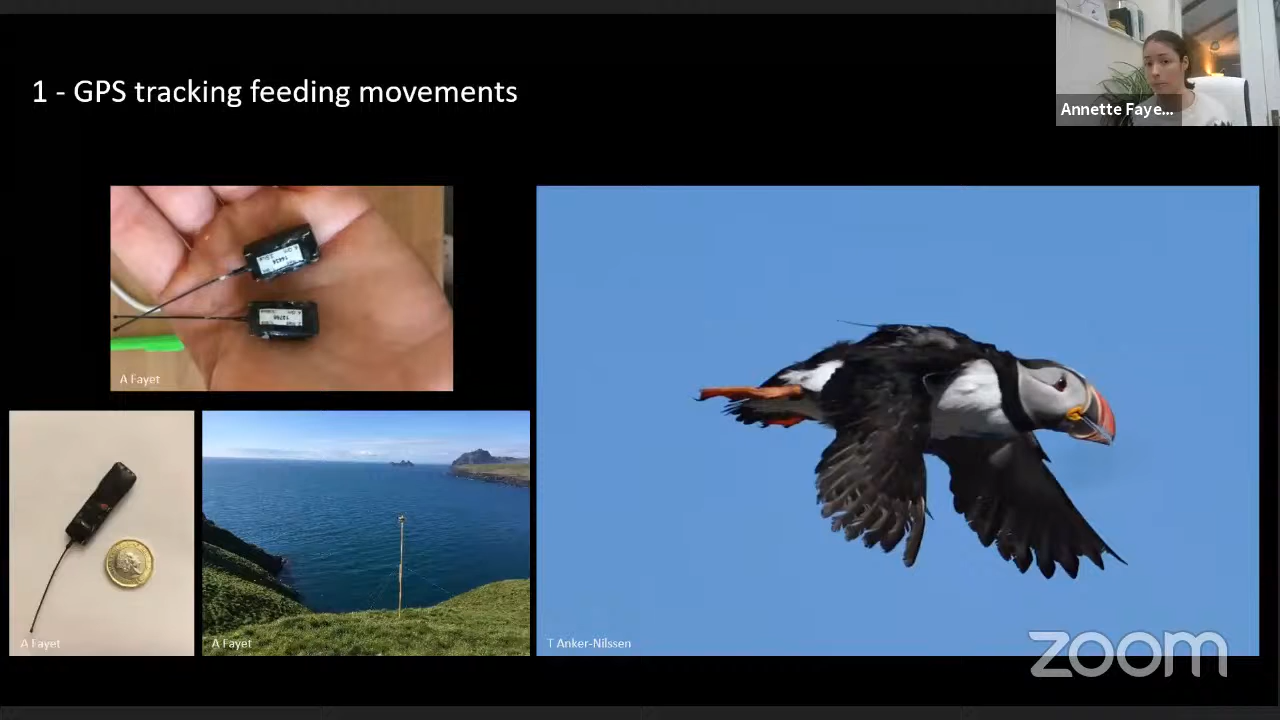 1 - GPS tracking feeding movements
Annette Faye...
A Fayet
A Fayet
A Fayet
T Anker-Nilssen
zoom